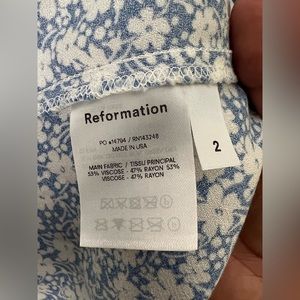 Reformation
PO #14704 / RN143248
MADE IN USA
2
MAIN FABRIC / TISSU PRINCIPAL
53% VISCOSE - 47% RAYON 53%
VISCOSE - 47% RAYON